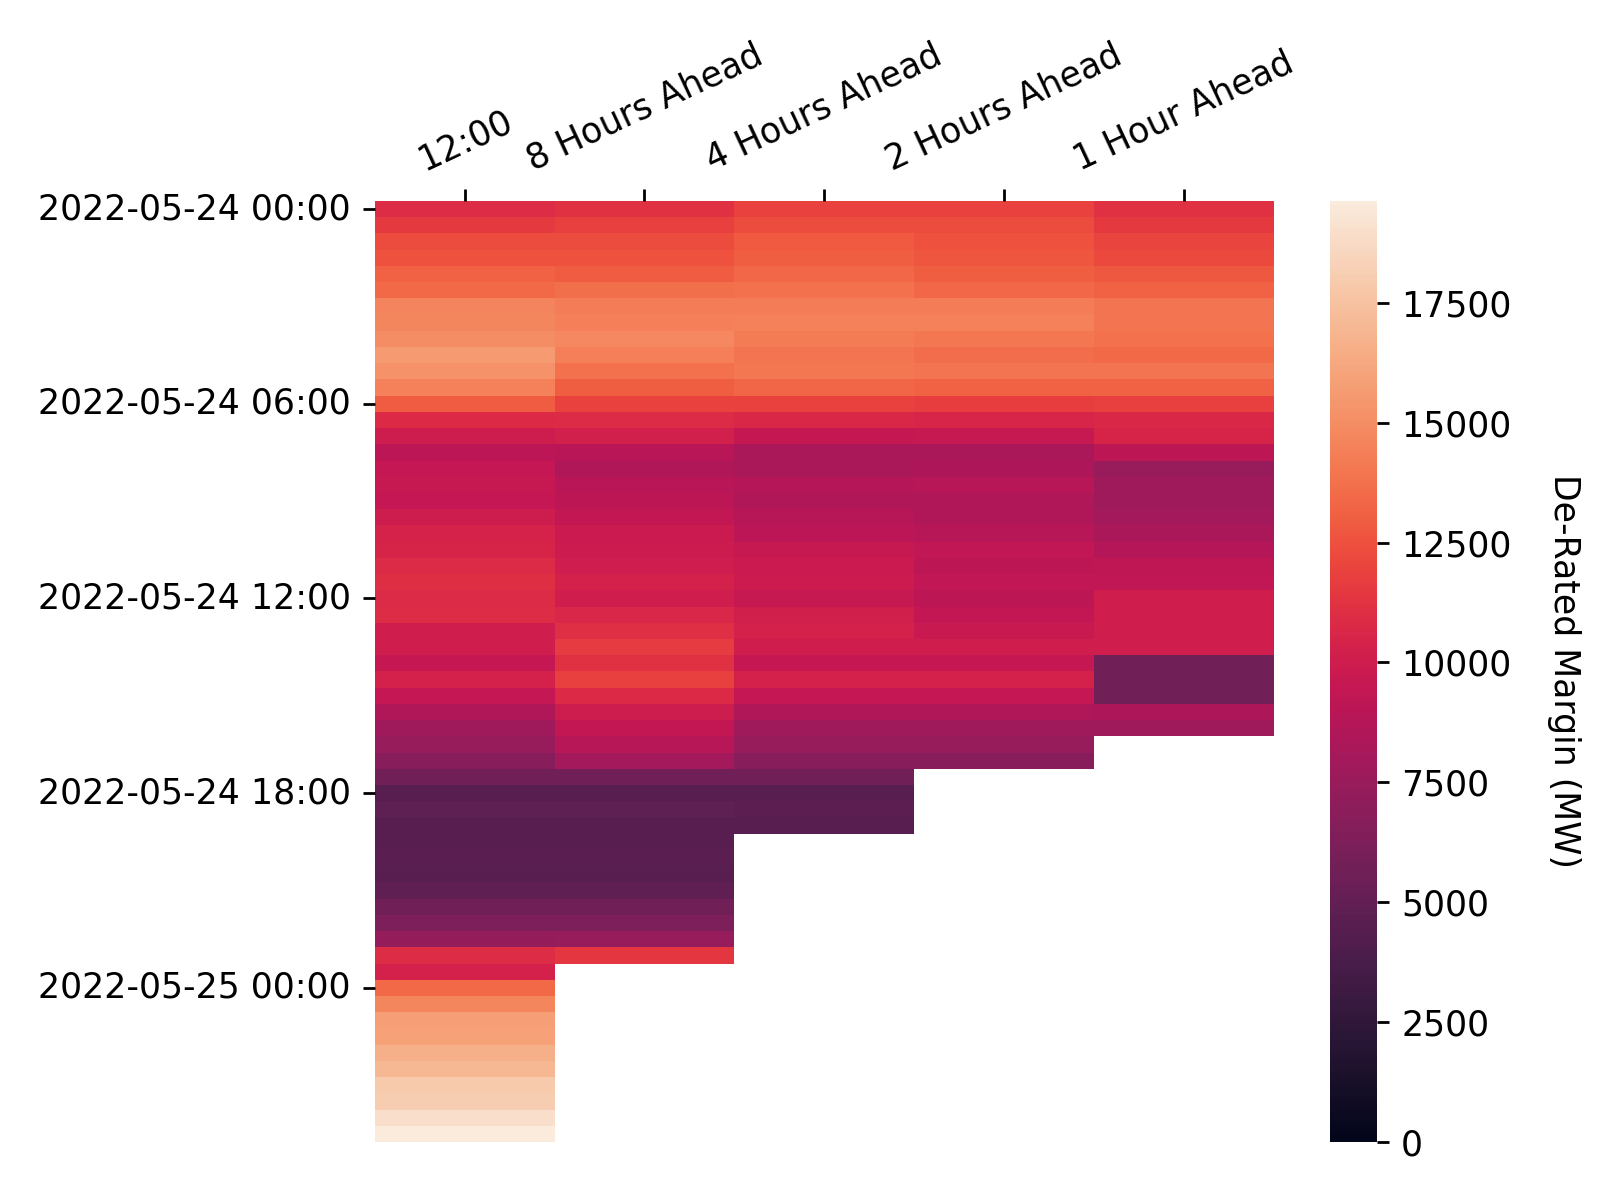 12:00
8 Hours Ahead
4 Hours Ahead
2 Hours Ahead
1 Hour Ahead
2022-05-24 00:00
2022-05-24 06:00
2022-05-24 12:00
2022-05-24 18:00
2022-05-25 00:00
17500
15000
12500
10000
7500
5000
2500
0
De-Rated Margin (MW)